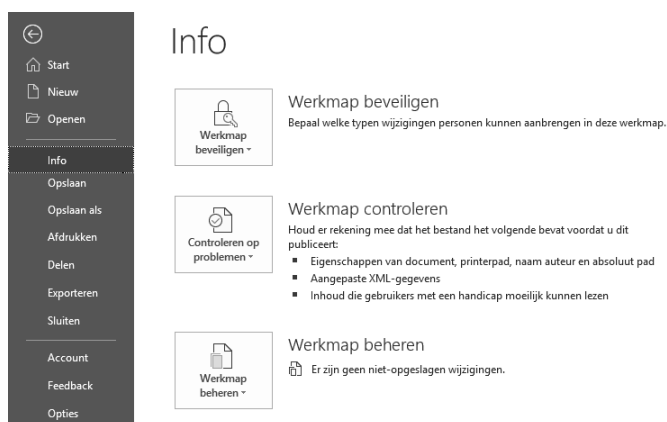 Start
Nieuw
Openen
Info
Opslaan
Opslaan als
Afdrukken
Delen
Exporteren
Sluiten
Account
Feedback
Opties
Info
Werkmap
beveiligen
Werkmap beveiligen
Bepaal welke typen wijzigingen personen kunnen aanbrengen in deze werkmap.
Controleren op
problemen
Werkmap controleren
Houd er rekening mee dat het bestand het volgende bevat voordat u dit
publiceert:
Eigenschappen van document, printerpad, naam auteur en absoluut pad
Aangepaste XML-gegevens
Inhoud die gebruikers met een handicap moeilijk kunnen lezen
Werkmap
beheren
Werkmap beheren
Er zijn geen niet-opgeslagen wijzigingen.